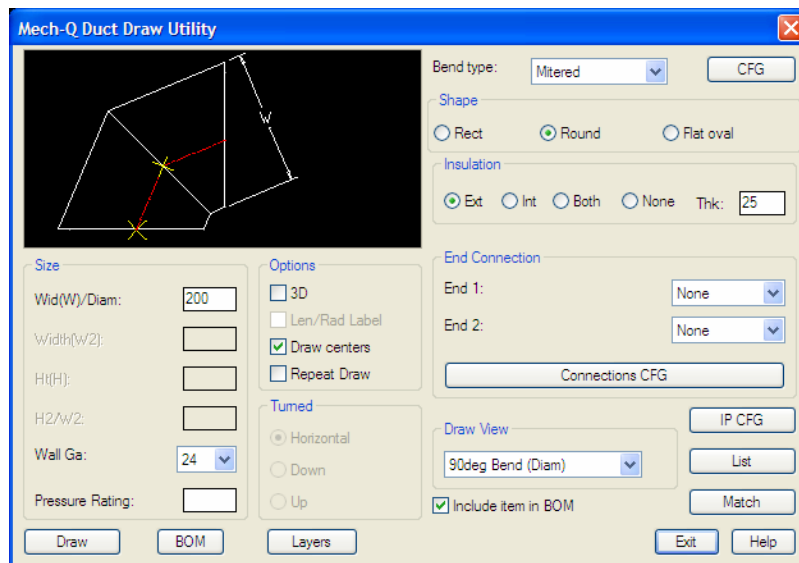 Mech-Q Duct Draw Utility
W
Bend type:
Mitered
CFG
Shape
Rect
Round
Flat oval
Insulation
Ext
Int
Both
None
Thk:
25
Size
Wid(W)/Diam:
200
Width(W2):
Ht(H):
H2/W2:
Wall Ga:
24
Pressure Rating:
Options
3D
Len/Rad Label
Draw centers
Repeat Draw
Turned
Horizontal
Down
Up
End Connection
End 1:
None
End 2:
None
Connections CFG
Draw View
90deg Bend (Diam)
Include item in BOM
IP CFG
List
Match
Draw
BOM
Layers
Exit
Help